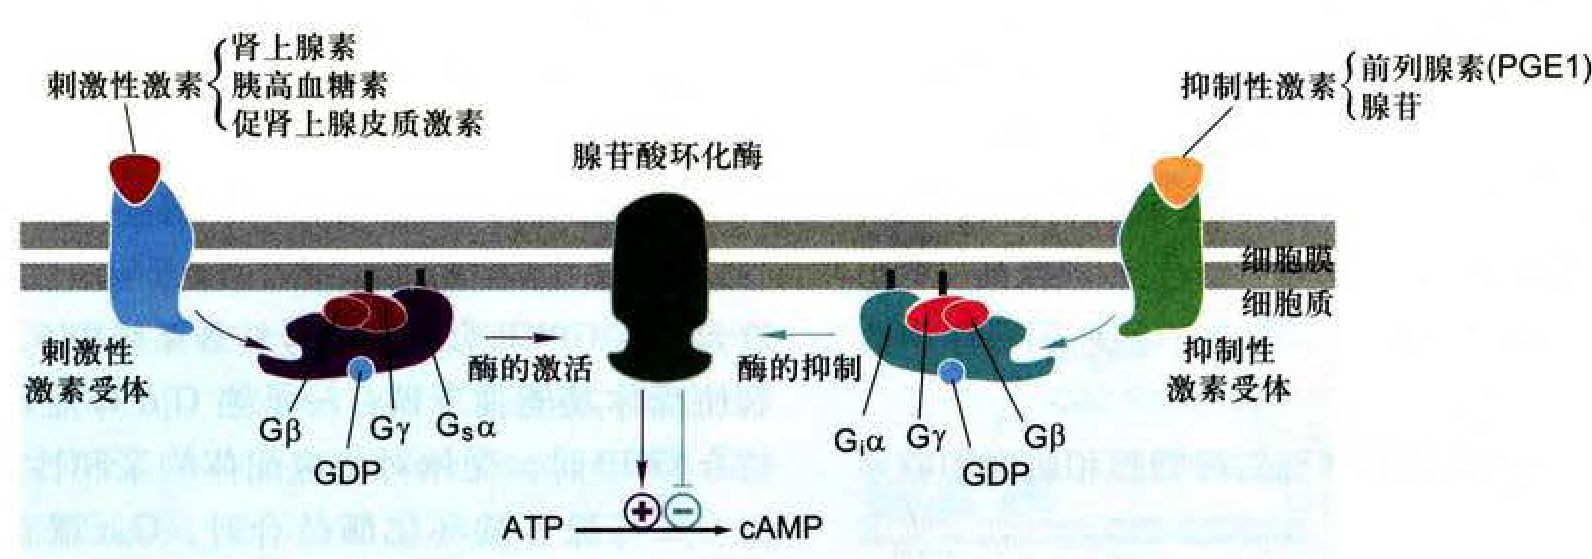 肾上腺素
刺激性激素
胰高血糖素
促肾上腺皮质激素
前列腺素(PGE1)
抑制性激素
腺苷
腺苷酸环化酶
细胞膜
细胞质
刺激性
激素受体
酶的激活
酶的抑制
抑制性
激素受体
Gβ
Gγ
Gsα
GDP
Giα
Gγ
Gβ
GDP
ATP
+
−
cAMP